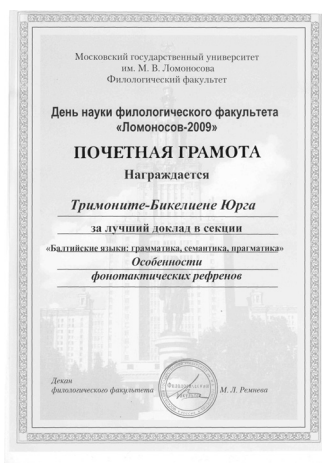 Московский государственный университет
им. М. В. Ломоносова
Филологический факультет
День науки филологического факультета
«Ломоносов-2009»
ПОЧЕТНАЯ ГРАМОТА
Награждается
Тримоните-Бикелиене Юрга
за лучший доклад в секции
«Балтийские языки: грамматика, семантика, прагматика»
Особенности
фонотактических рефренов
Декан
филологического факультета
М. Л. Ремнева